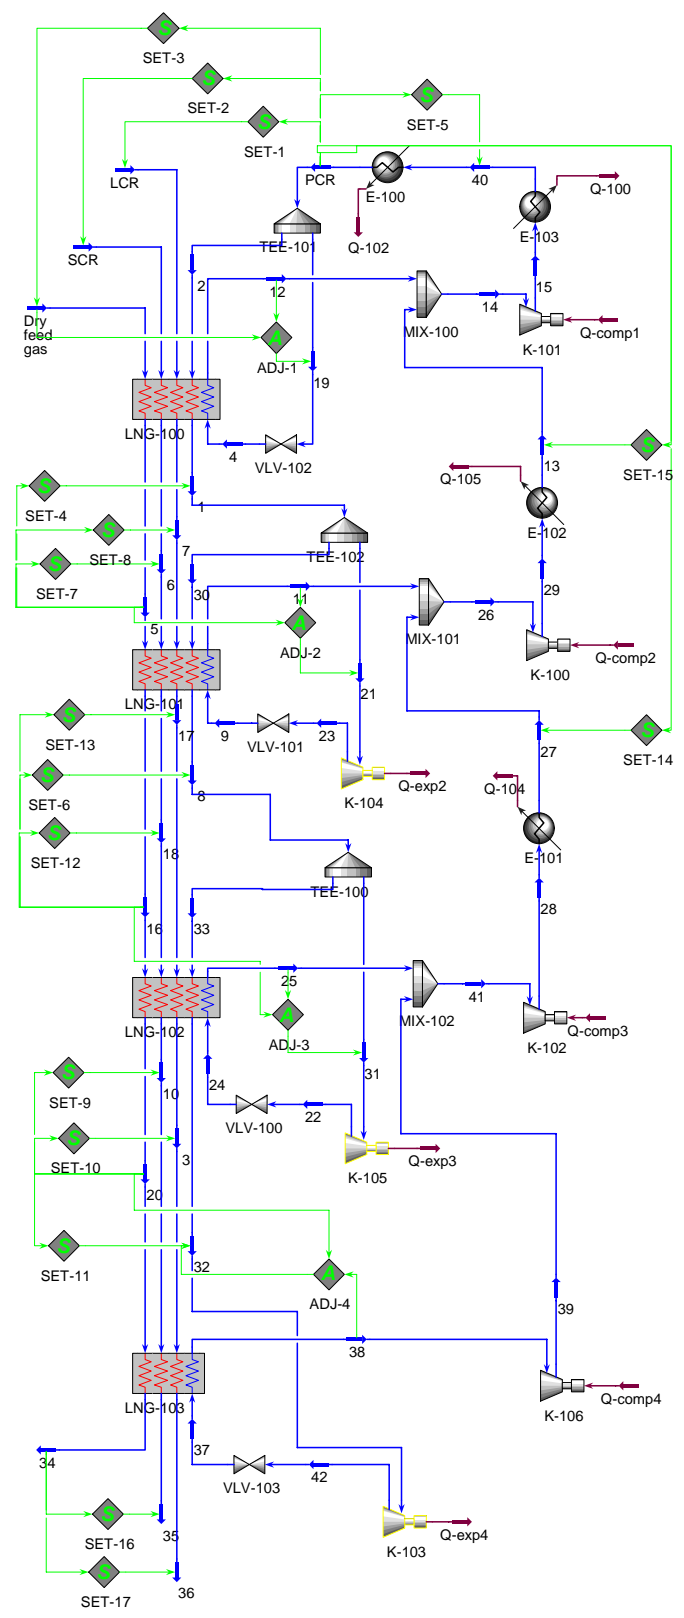 S
SET-3
S
SET-2
S
SET-5
S
SET-1
LCR
PCR
E-100
40
Q-100
E-103
Q-102
TEE-101
SCR
2
12
15
14
MIX-100
K-101
Q-comp1
Dry
feed
gas
A
ADJ-1
19
LNG-100
4
VLV-102
13
S
SET-15
Q-105
S
SET-4
1
E-102
S
SET-8
7
TEE-102
S
SET-7
6
30
29
5
11
26
MIX-101
A
ADJ-2
K-100
Q-comp2
LNG-101
21
S
SET-13
17
9
VLV-101
23
27
S
SET-14
S
SET-6
8
K-104
Q-exp2
Q-104
S
SET-12
18
E-101
TEE-100
16
33
28
25
41
MIX-102
LNG-102
A
ADJ-3
K-102
Q-comp3
31
S
SET-9
10
24
VLV-100
22
S
SET-10
3
K-105
Q-exp3
20
S
SET-11
32
A
ADJ-4
39
38
LNG-103
K-106
Q-comp4
37
34
VLV-103
42
S
SET-16
35
K-103
Q-exp4
S
SET-17
36